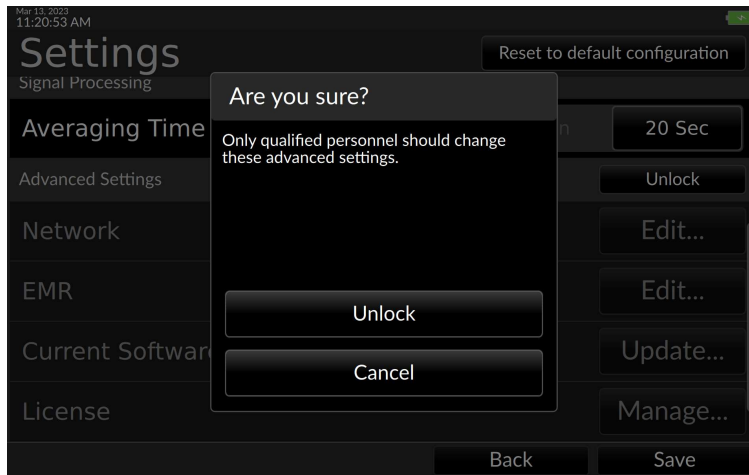 Mar 13, 2023
11:20:53 AM
Settings
Reset to default configuration
Signal Processing
Are you sure?
Averaging Time
20 Sec
Only qualified personnel should change
these advanced settings.
Advanced Settings
Unlock
Network
Edit...
EMR
Edit...
Unlock
Current Softwar
Update...
Cancel
License
Manage...
Back
Save